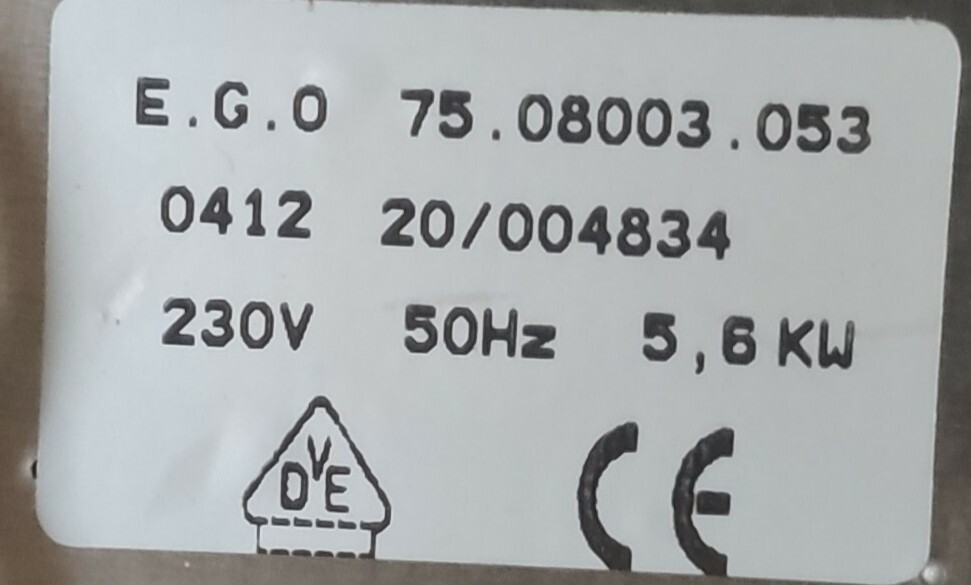 E.G.O 75.08003.053
0412 20/004834
230V 50Hz 5,6 KW
DVE CE